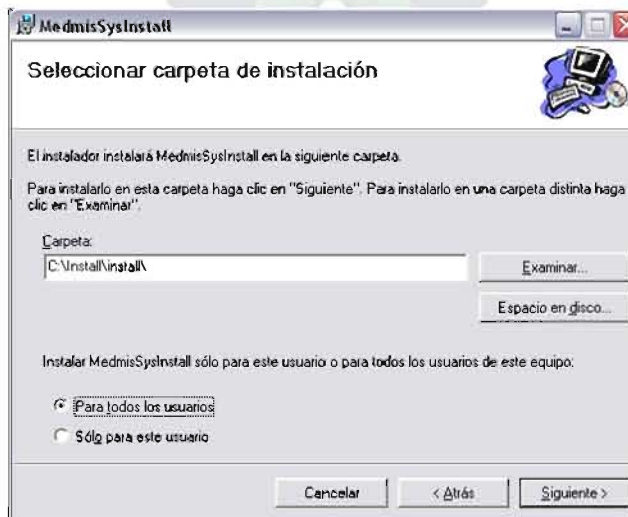 MedmisSysInstall
Seleccionar carpeta de instalación
El instalador instalará MedmisSysInstall en la siguiente carpeta.
Para instalarlo en esta carpeta haga clic en "Siguiente". Para instalarlo en una carpeta distinta haga
clic en "Examinar".
Carpeta:
C:\Install\install\
Examinar...
Espacio en disco...
Instalar MedmisSysInstall sólo para este usuario o para todos los usuarios de este equipo:
Para todos los usuarios
Sólo para este usuario
Cancelar
< Atrás
Siguiente >